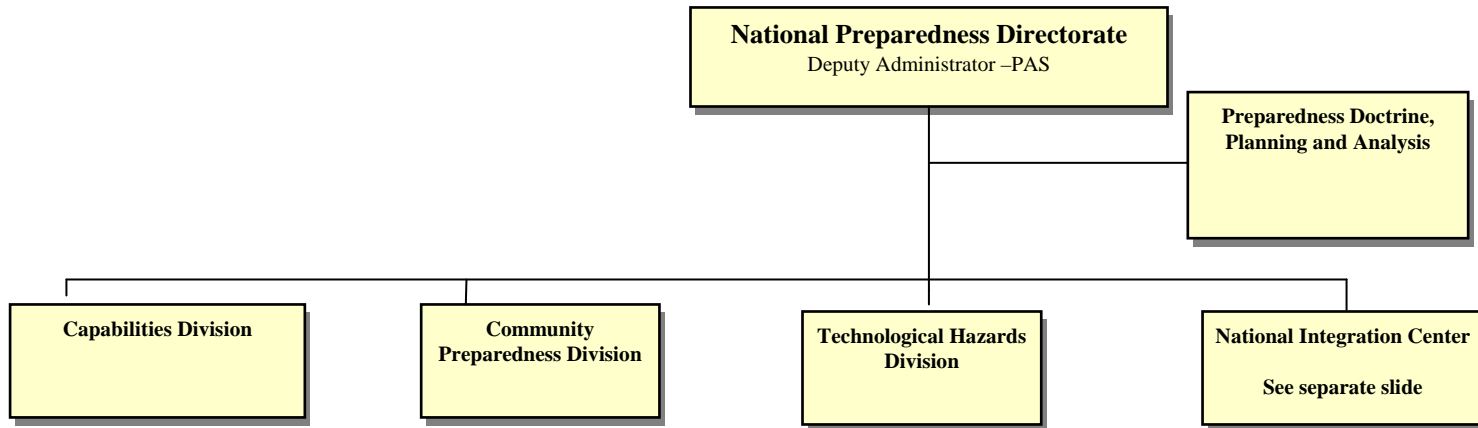 National Preparedness Directorate
Deputy Administrator –PAS
Preparedness Doctrine,
Planning and Analysis
Capabilities Division
Community
Preparedness Division
Technological Hazards
Division
National Integration Center
See separate slide